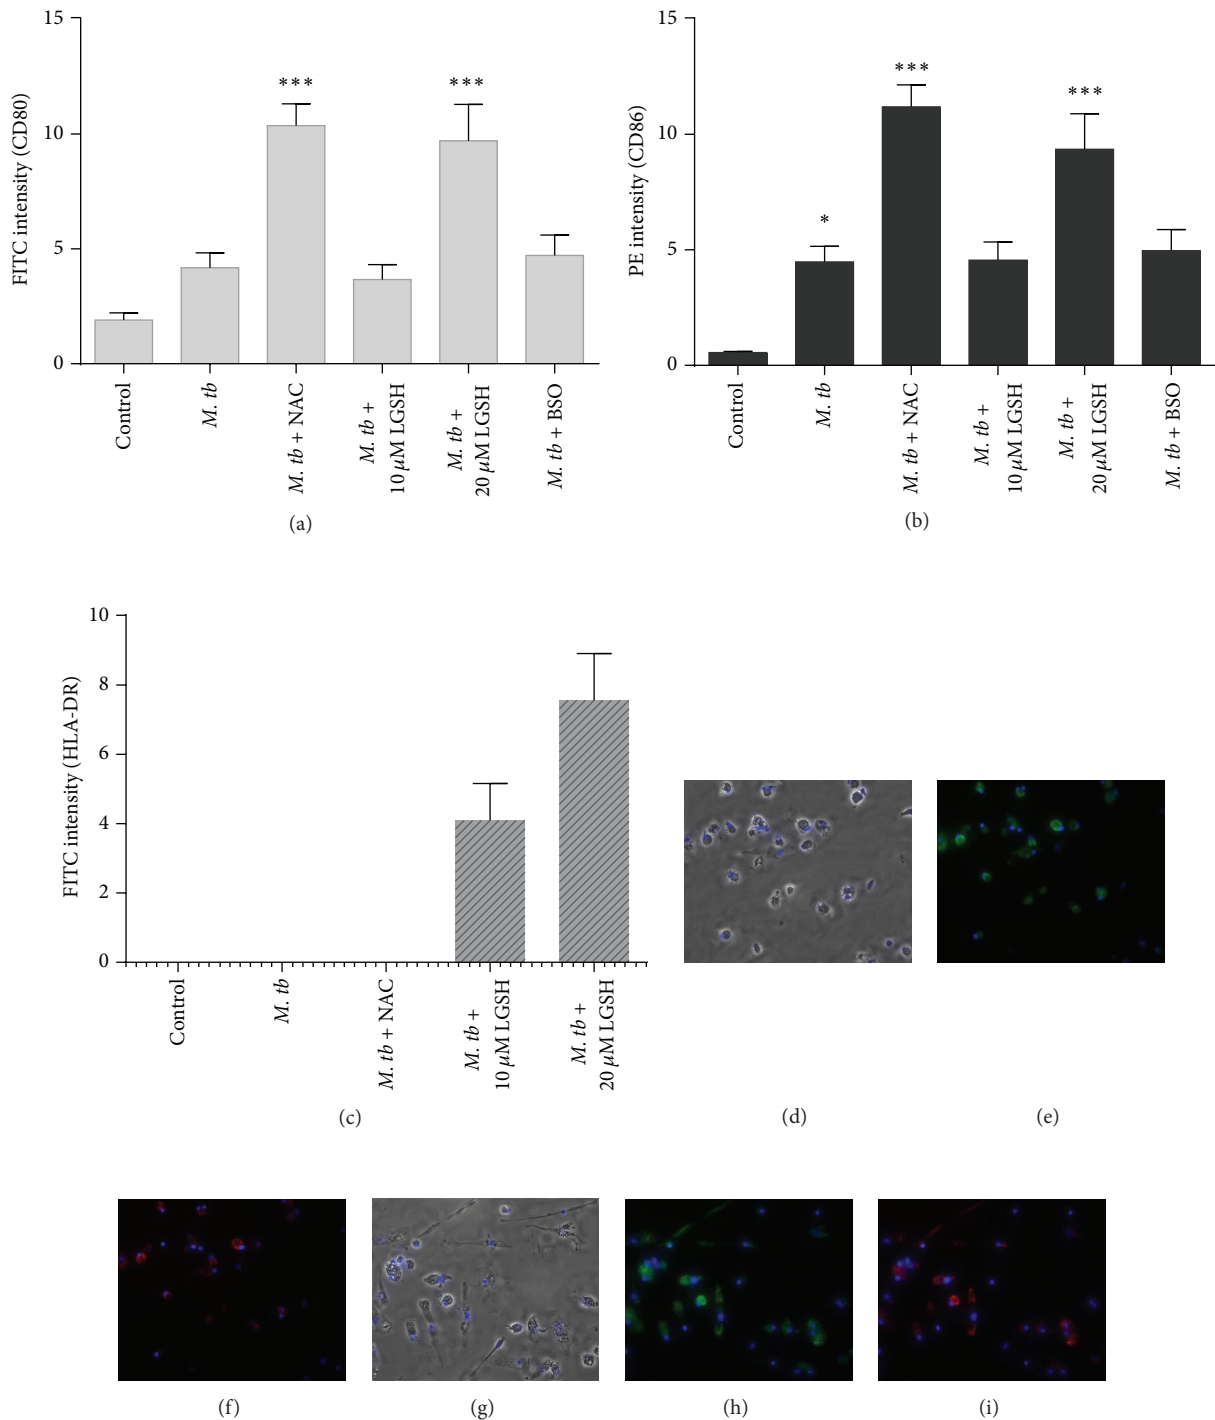 15
10
5
0
FITC intensity (CD80)
***
***
Control
M. tb
M. tb + NAC
M. tb +
10 μM LGSH
M. tb +
20 μM LGSH
M. tb + BSO
(a)
15
10
5
0
PE intensity (CD86)
*
***
***
Control
M. tb
M. tb + NAC
M. tb +
10 μM LGSH
M. tb +
20 μM LGSH
M. tb + BSO
(b)
10
8
6
4
2
0
FITC intensity (HLA-DR)
Control
M. tb
M. tb + NAC
M. tb +
10 μM LGSH
M. tb +
20 μM LGSH
(c)
(d)
(e)
(f)
(g)
(h)
(i)